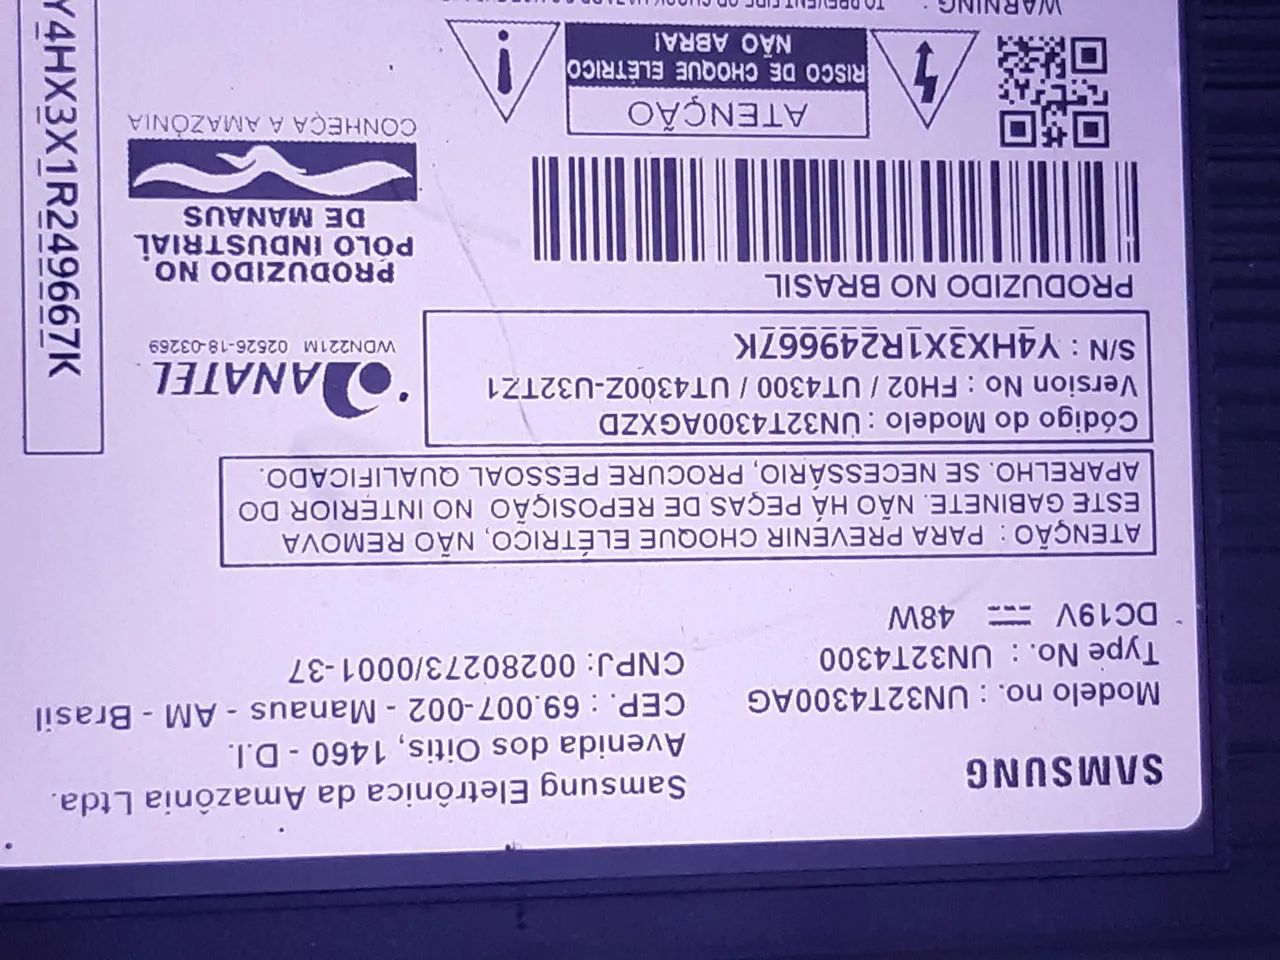 SAMSUNG
Modelo no. : UN32T4300AG
Type No. : UN32T4300
DC19V 48W
Samsung Eletrônica da Amazônia Ltda.
Avenida dos Oitis, 1460 - D.I.
CEP. : 69.007-002 - Manaus - AM - Brasil
CNPJ: 00280273/0001-37
ATENÇÃO : PARA PREVENIR CHOQUE ELÉTRICO, NÃO REMOVA
ESTE GABINETE. NÃO HÁ PEÇAS DE REPOSIÇÃO NO INTERIOR DO
APARELHO. SE NECESSÁRIO, PROCURE PESSOAL QUALIFICADO.
Código do Modelo : UN32T4300AGXZD
Version No : FH02 / UT4300 / UT4300Z-U32TZ1
S/N : Y4HX3X1R249667K
ANATEL
WDN221M 02526-18-03269
PRODUZIDO NO BRASIL
PRODUZIDO NO
POLO INDUSTRIAL
DE MANAUS
CONHEÇA A AMAZÔNIA
ATENÇÃO
RISCO DE CHOQUE ELÉTRICO
NÃO ABRA!
WARNING :
Y4HX3X1R249667K